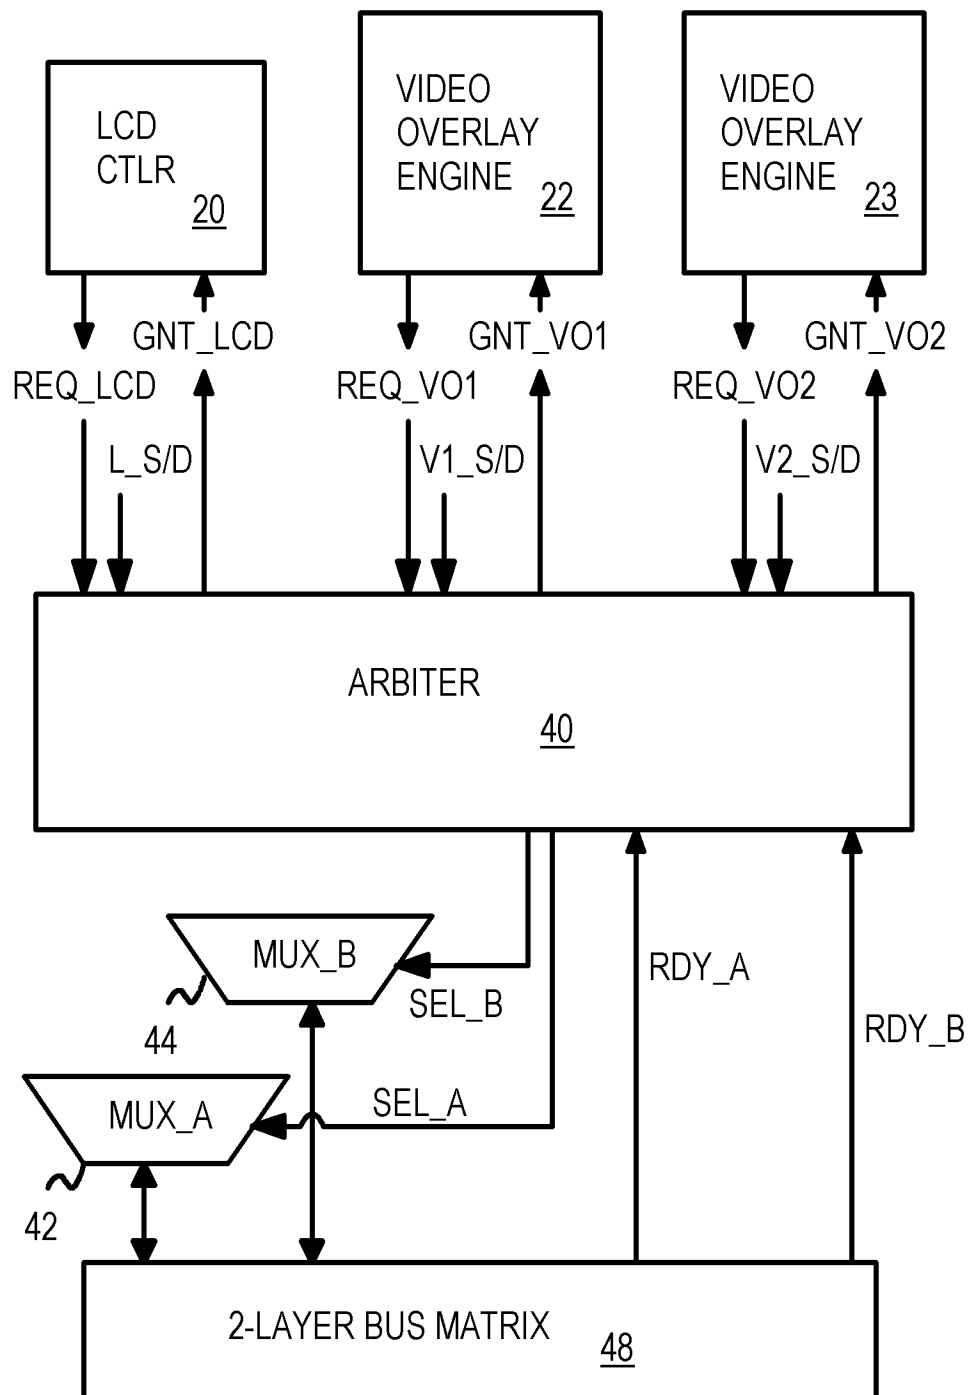 LCD
CTLR
20
VIDEO
OVERLAY
ENGINE
22
VIDEO
OVERLAY
ENGINE
23
GNT_LCD
GNT_VO1
GNT_VO2
REQ_LCD
REQ_VO1
REQ_VO2
L_S/D
V1_S/D
V2_S/D
ARBITER
40
MUX_B
SEL_B
RDY_A
RDY_B
44
MUX_A
SEL_A
42
2-LAYER BUS MATRIX
48